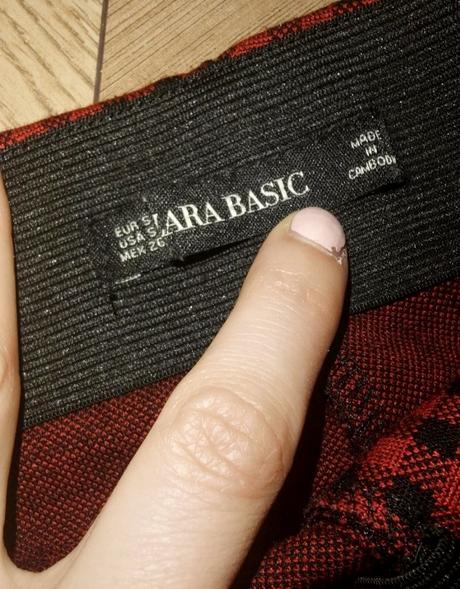 EUR S
USA S
MEX 26
ARA BASIC
MADE
IN
CAMBOD